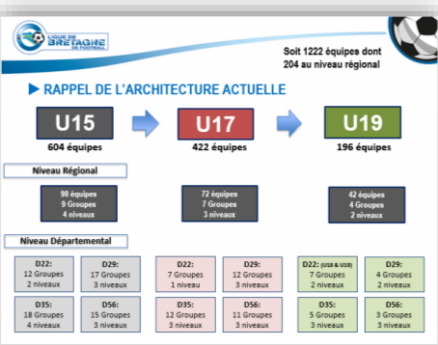 LIGUE DE
BRETAGNE
DE FOOTBALL
Soit 1222 équipes dont
204 au niveau régional
RAPPEL DE L'ARCHITECTURE ACTUELLE
U15
U17
U19
604 équipes
422 équipes
196 équipes
Niveau Régional
90 équipes
9 Groupes
4 niveaux
72 équipes
7 Groupes
3 niveaux
42 équipes
4 Groupes
2 niveaux
Niveau Départemental
D22:
12 Groupes
2 niveaux
D29:
17 Groupes
3 niveaux
D22:
7 Groupes
1 niveau
D29:
12 Groupes
3 niveaux
D22: (U18 & U19)
7 Groupes
2 niveaux
D29:
4 Groupes
2 niveaux
D35:
18 Groupes
4 niveaux
D56:
15 Groupes
3 niveaux
D35:
12 Groupes
3 niveaux
D56:
11 Groupes
3 niveaux
D35:
5 Groupes
3 niveaux
D56:
3 Groupes
3 niveaux